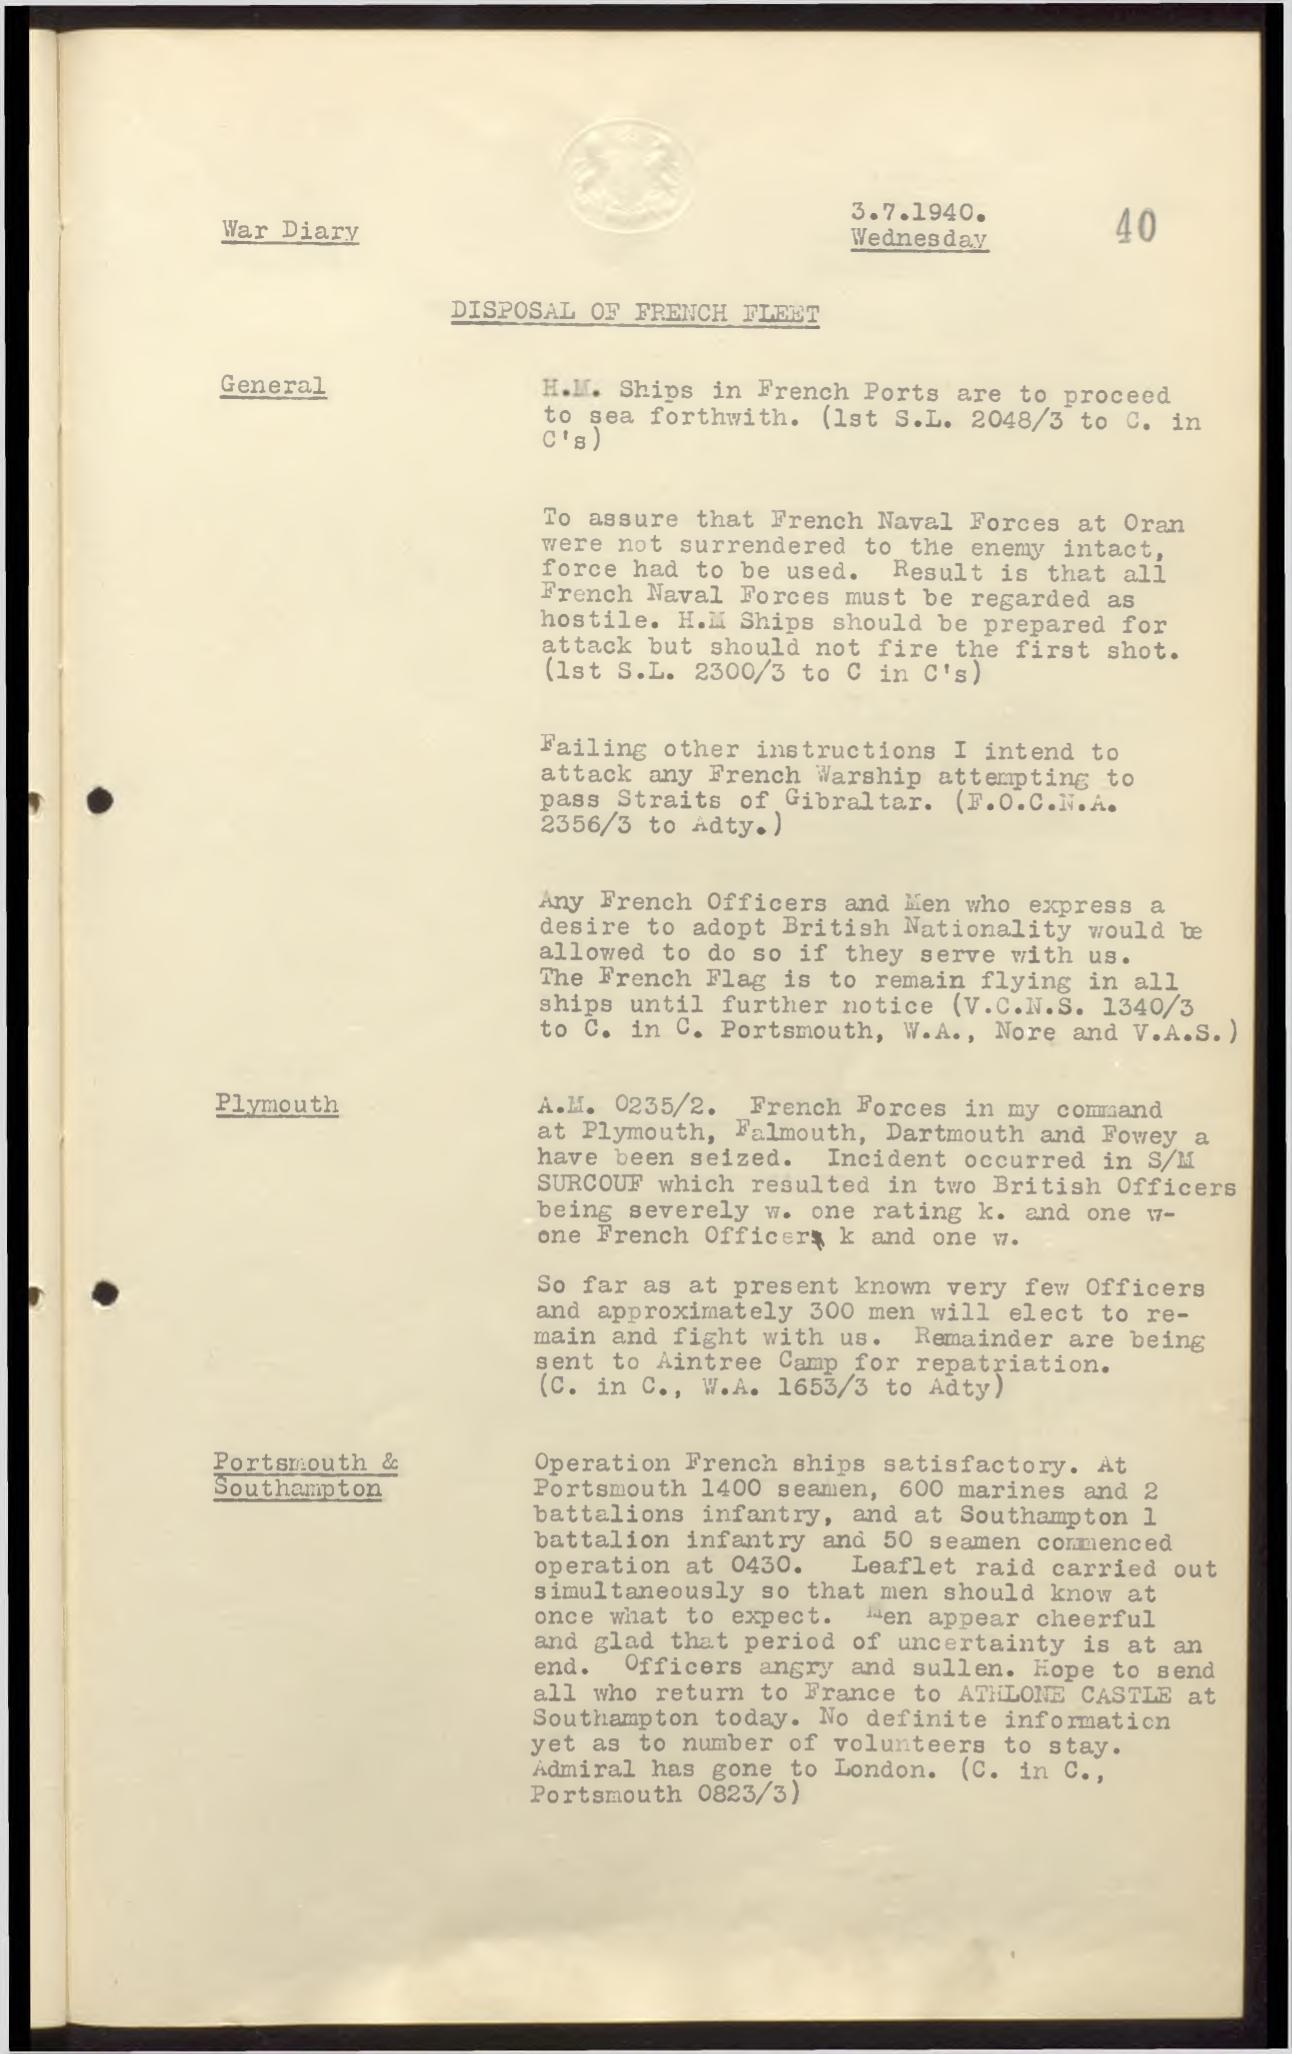 War Diary
3.7.1940.
Wednesday
40
DISPOSAL OF FRENCH FLEET
General
H.M. Ships in French Ports are to proceed
to sea forthwith. (1st S.L. 2048/3 to C. in
C's)
To assure that French Naval Forces at Oran
were not surrendered to the enemy intact,
force had to be used. Result is that all
French Naval Forces must be regarded as
hostile. H.M Ships should be prepared for
attack but should not fire the first shot.
(1st S.L. 2300/3 to C in C's)
Failing other instructions I intend to
attack any French Warship attempting to
pass Straits of Gibraltar. (F.O.C.N.A.
2356/3 to Adty.)
Any French Officers and Men who express a
desire to adopt British Nationality would be
allowed to do so if they serve with us.
The French Flag is to remain flying in all
ships until further notice (V.C.N.S. 1340/3
to C. in C. Portsmouth, W.A., Nore and V.A.S.)
Plymouth
A.M. 0235/2. French Forces in my command
at Plymouth, Falmouth, Dartmouth and Fowey a
have been seized. Incident occurred in S/M
SURCOUF which resulted in two British Officers
being severely w. one rating k. and one w-
one French Officer k and one w.
So far as at present known very few Officers
and approximately 300 men will elect to re-
main and fight with us. Remainder are being
sent to Aintree Camp for repatriation.
(C. in C., W.A. 1653/3 to Adty)
Portsmouth &
Southampton
Operation French ships satisfactory. At
Portsmouth 1400 seamen, 600 marines and 2
battalions infantry, and at Southampton 1
battalion infantry and 50 seamen commenced
operation at 0430. Leaflet raid carried out
simultaneously so that men should know at
once what to expect. Men appear cheerful
and glad that period of uncertainty is at an
end. Officers angry and sullen. Hope to send
all who return to France to ATHLONE CASTLE at
Southampton today. No definite information
yet as to number of volunteers to stay.
Admiral has gone to London. (C. in C.,
Portsmouth 0823/3)